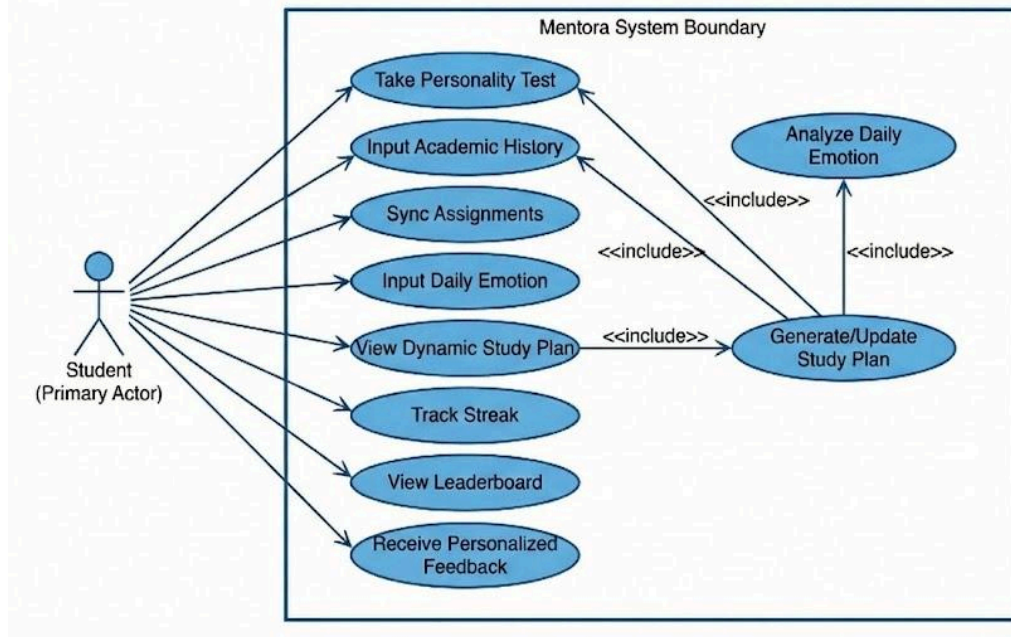 Mentora System Boundary
Take Personality Test
Input Academic History
Analyze Daily
Emotion
<<include>>
Sync Assignments
<<include>>
<<include>>
Input Daily Emotion
View Dynamic Study Plan
<<include>>
Generate/Update
Study Plan
Student
(Primary Actor)
Track Streak
View Leaderboard
Receive Personalized
Feedback